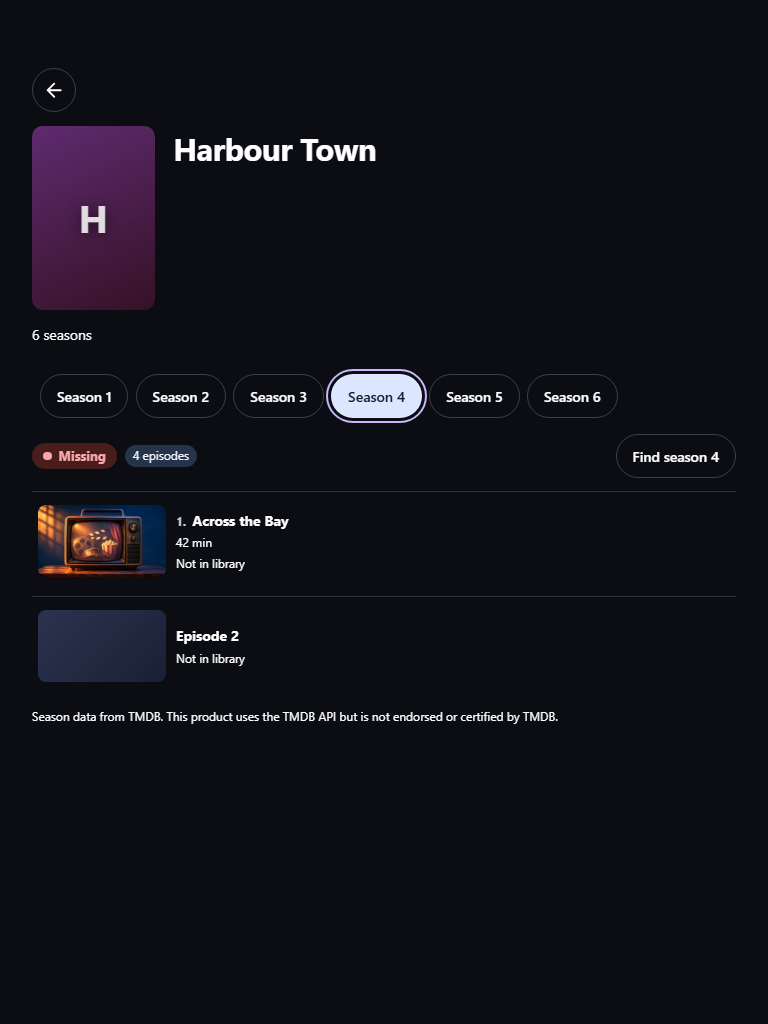 Harbour Town
H
6 seasons
Season 1 Season 2 Season 3 Season 4 Season 5 Season 6
Missing 4 episodes Find season 4
1. Across the Bay
42 min
Not in library
Episode 2
Not in library
Season data from TMDB. This product uses the TMDB API but is not endorsed or certified by TMDB.